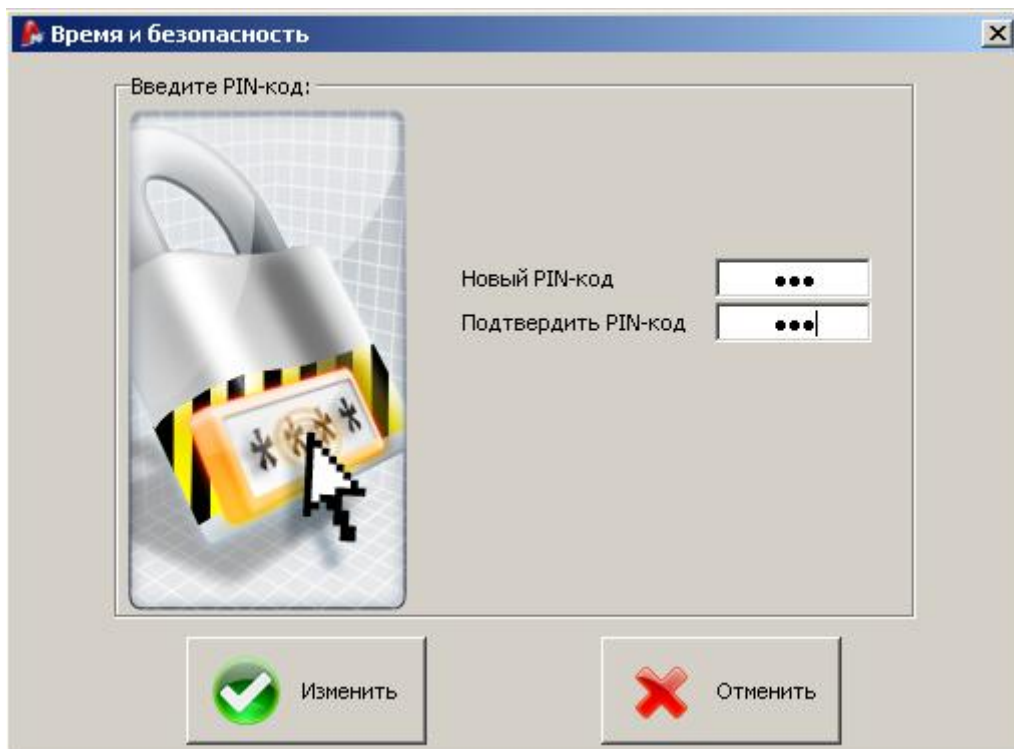 Время и безопасность
Введите PIN-код:
Новый PIN-код •••
Подтвердить PIN-код •••
* * * *
Изменить Отменить